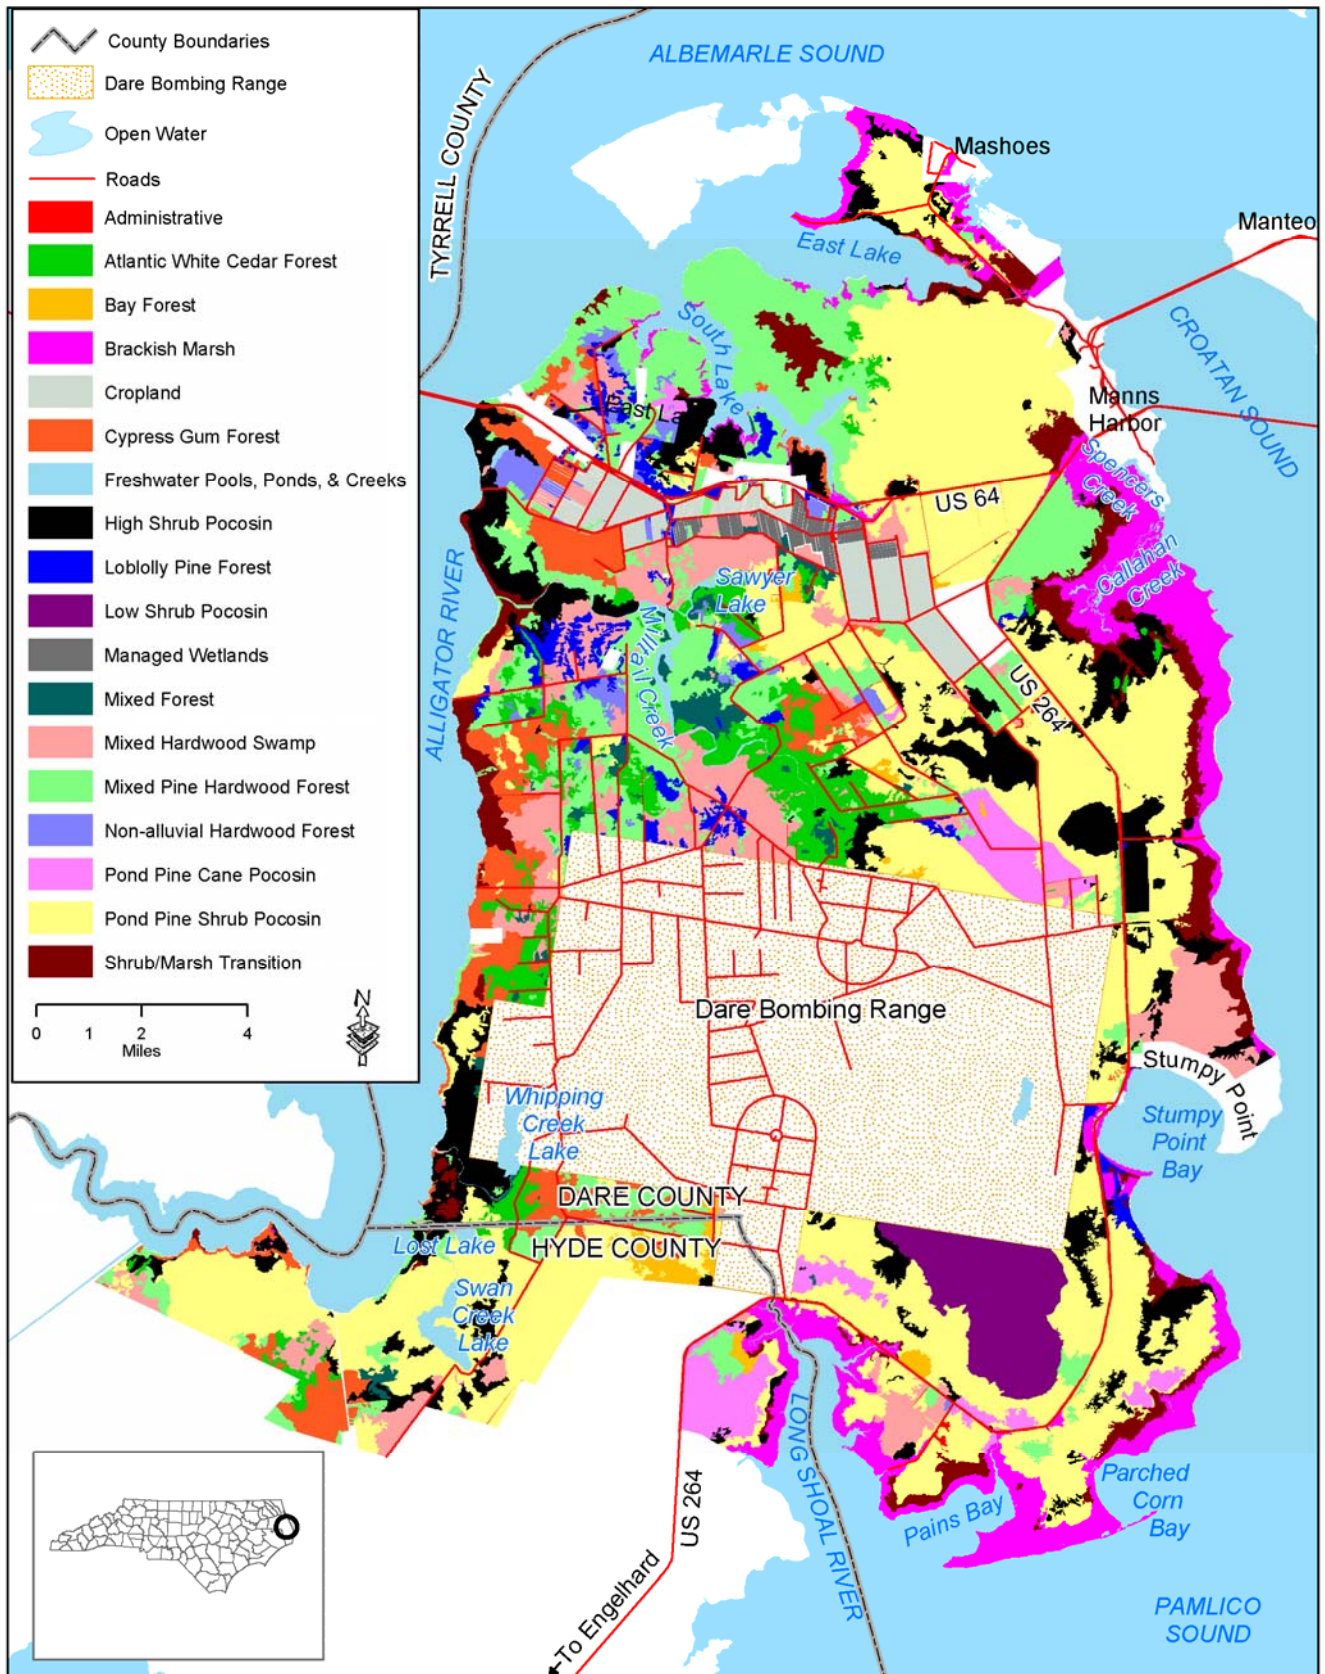 County Boundaries
Dare Bombing Range
Open Water
Roads
Administrative
Atlantic White Cedar Forest
Bay Forest
Brackish Marsh
Cropland
Cypress Gum Forest
Freshwater Pools, Ponds, & Creeks
High Shrub Pocosin
Loblolly Pine Forest
Low Shrub Pocosin
Managed Wetlands
Mixed Forest
Mixed Hardwood Swamp
Mixed Pine Hardwood Forest
Non-alluvial Hardwood Forest
Pond Pine Cane Pocosin
Pond Pine Shrub Pocosin
Shrub/Marsh Transition
N
0 1 2 4
Miles
ALBEMARLE SOUND
TYRRELL COUNTY
Mashoes
Manteo
East Lake
CROATAN SOUND
South Lake
East La
Manns
Harbor
Spencers
Creek
US 64
Callahan
Creek
ALLIGATOR RIVER
Sawyer
Lake
Milltail Creek
US 264
Dare Bombing Range
Stumpy Point
Stumpy
Point
Bay
Whipping
Creek
Lake
DARE COUNTY
HYDE COUNTY
Lost Lake
Swan
Creek
Lake
LONG SHOAL RIVER
US 264
Pains Bay
Parched
Corn
Bay
To Engelhard
PAMLICO
SOUND